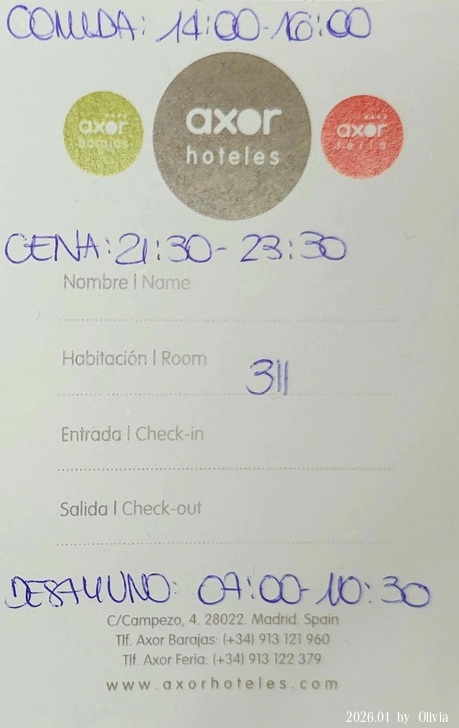 COMIDA: 14:00-16:00
axor barajas
axor hoteles
axor feria
CENA: 21:30-23:30
Nombre | Name
Habitación | Room 311
Entrada | Check-in
Salida | Check-out
DESAYUNO: 07:00-10:30
C/Campezo, 4. 28022. Madrid. Spain
Tlf. Axor Barajas: (+34) 913 121 960
Tlf. Axor Feria: (+34) 913 122 379
www.axorhoteles.com
2026.01 by Olivia